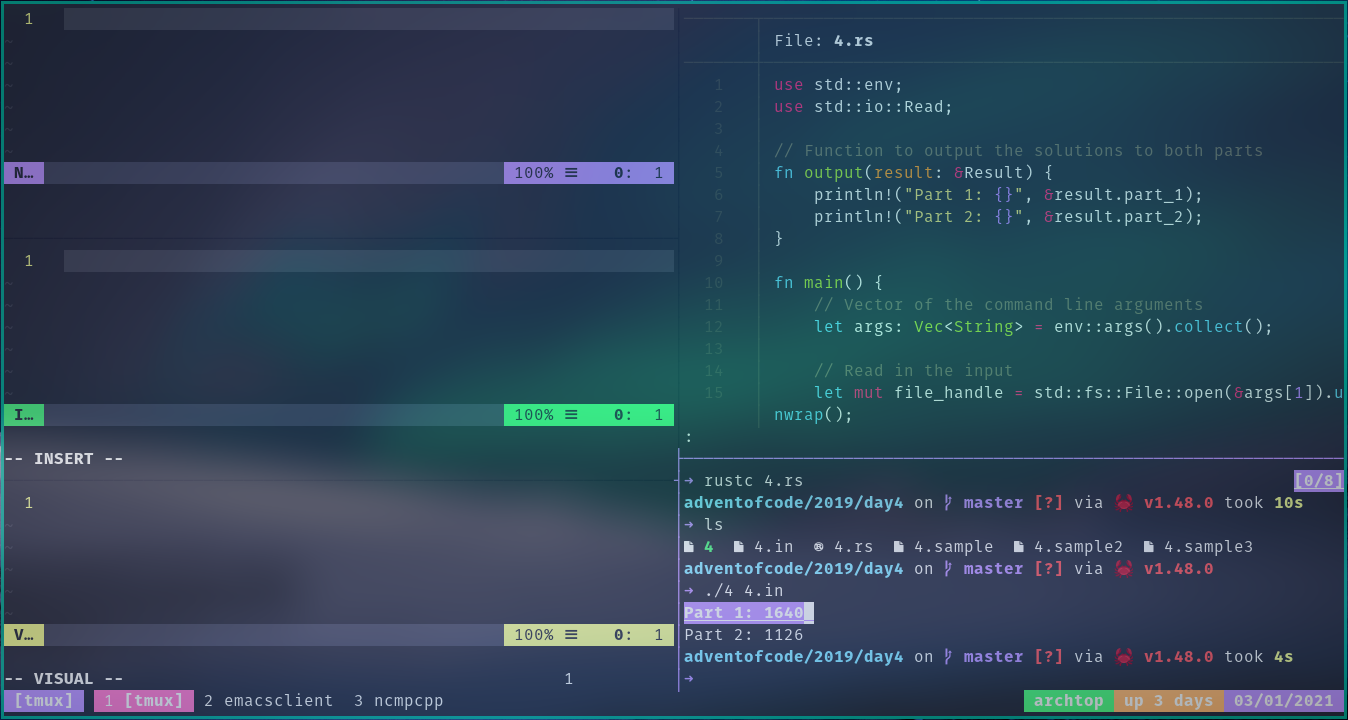 1
N… 100% ≡ 0: 1
1
I… 100% ≡ 0: 1
-- INSERT --
1
V… 100% ≡ 0: 1
-- VISUAL -- 1
File: 4.rs
1 use std::env;
2 use std::io::Read;
3
4 // Function to output the solutions to both parts
5 fn output(result: &Result) {
6 println!("Part 1: {}", &result.part_1);
7 println!("Part 2: {}", &result.part_2);
8 }
9
10 fn main() {
11 // Vector of the command line arguments
12 let args: Vec<String> = env::args().collect();
13
14 // Read in the input
15 let mut file_handle = std::fs::File::open(&args[1]).u
nwrap();
:
➜ rustc 4.rs [0/8]
adventofcode/2019/day4 on master [?] via 🦀 v1.48.0 took 10s
➜ ls
4 4.in 4.rs 4.sample 4.sample2 4.sample3
adventofcode/2019/day4 on master [?] via 🦀 v1.48.0
➜ ./4 4.in
Part 1: 1640
Part 2: 1126
adventofcode/2019/day4 on master [?] via 🦀 v1.48.0 took 4s
➜
[tmux] 1 [tmux] 2 emacsclient 3 ncmpcpp archtop up 3 days 03/01/2021